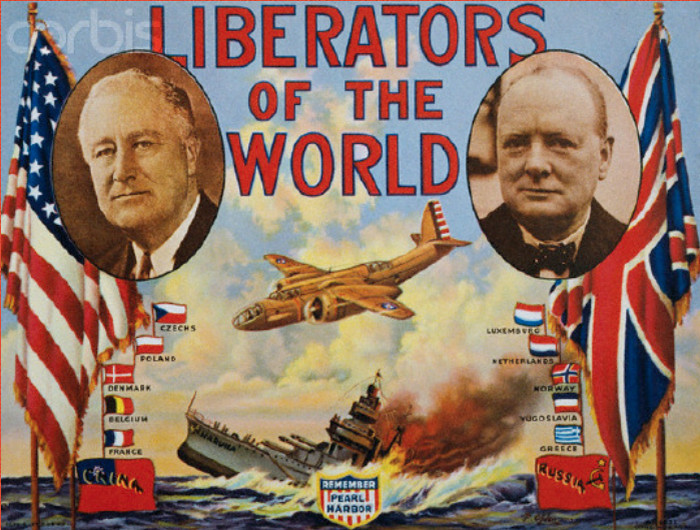 corbis
LIBERATORS
OF THE
WORLD
CZECHS
POLAND
DENMARK
BELGIUM
FRANCE
CHINA
LUXEMBURG
NETHERLANDS
NORWAY
YUGOSLAVIA
GREECE
RUSSIA
REMEMBER
PEARL
HARBOR